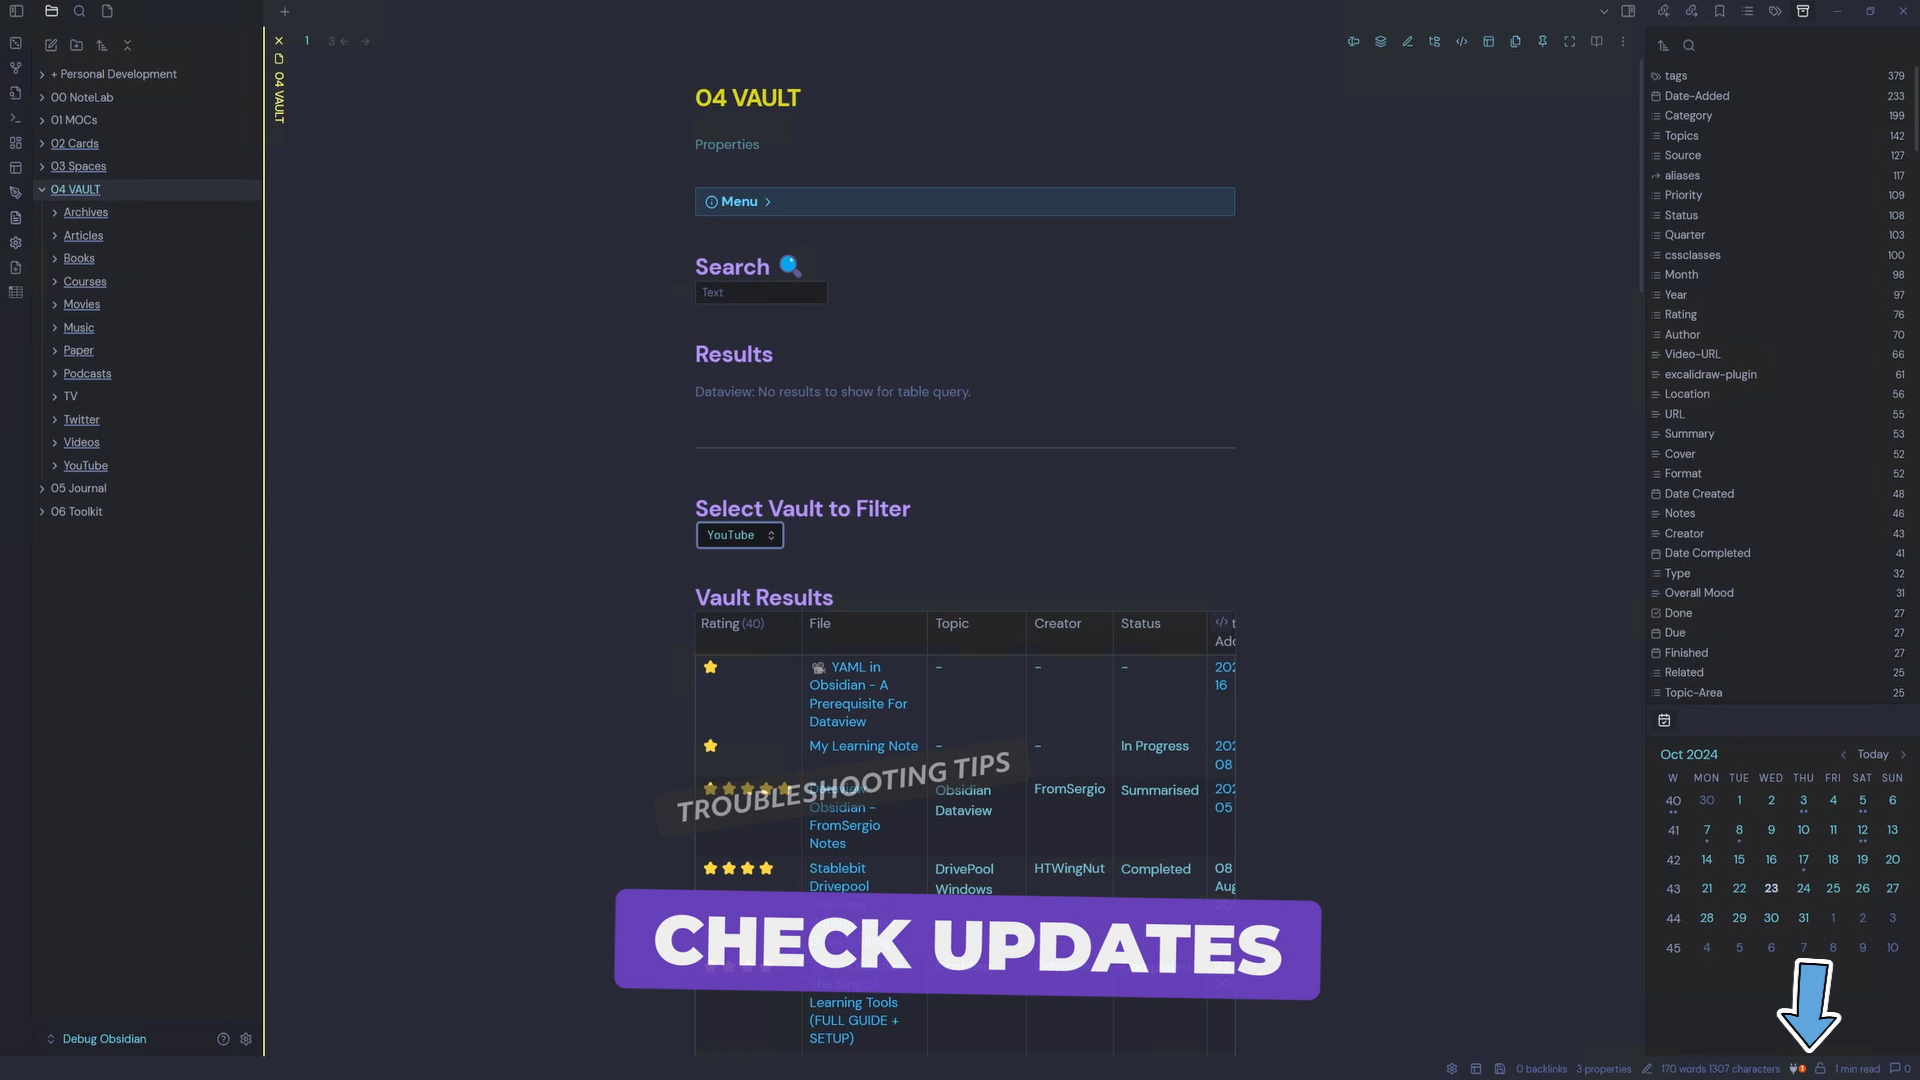 + Personal Development
00 NoteLab
01 MOCs
02 Cards
03 Spaces
04 VAULT
Archives
Articles
Books
Courses
Movies
Music
Paper
Podcasts
TV
Twitter
Videos
YouTube
05 Journal
06 Toolkit
Debug Obsidian
04 VAULT
1
3
04 VAULT
Properties
Menu
Search
Text
Results
Dataview: No results to show for table query.
Select Vault to Filter
YouTube
Vault Results
Rating (40) File Topic Creator Status
YAML in Obsidian - A Prerequisite For Dataview - - -
16
My Learning Note - - In Progress
08
Obsidian - FromSergio Notes
Obsidian Dataview
FromSergio
Summarised
05
Stablebit Drivepool
DrivePool Windows
HTWingNut
Completed
08 Aug
Learning Tools (FULL GUIDE + SETUP)
TROUBLESHOOTING TIPS
CHECK UPDATES
tags 379
Date-Added 233
Category 199
Topics 142
Source 127
aliases 117
Priority 109
Status 108
Quarter 103
cssclasses 100
Month 98
Year 97
Rating 76
Author 70
Video-URL 66
excalidraw-plugin 61
Location 56
URL 55
Summary 53
Cover 52
Format 52
Date Created 48
Notes 46
Creator 43
Date Completed 41
Type 32
Overall Mood 31
Done 27
Due 27
Finished 27
Related 25
Topic-Area 25
Oct 2024 Today
W MON TUE WED THU FRI SAT SUN
40 30 1 2 3 4 5 6
41 7 8 9 10 11 12 13
42 14 15 16 17 18 19 20
43 21 22 23 24 25 26 27
44 28 29 30 31 1 2 3
45 4 5 6 7 8 9 10
0 backlinks 3 properties 170 words 1307 characters 1 min read 0